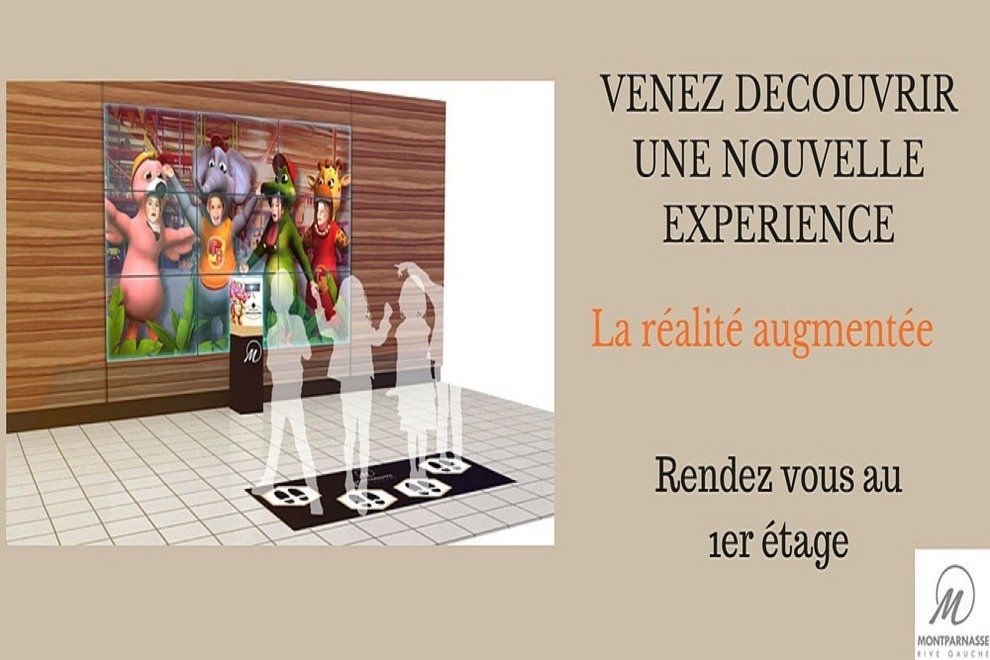 VENEZ DECOUVRIR
UNE NOUVELLE
EXPERIENCE
La réalité augmentée
Rendez vous au
1er étage
M
M
MONTPARNASSE
RIVE GAUCHE